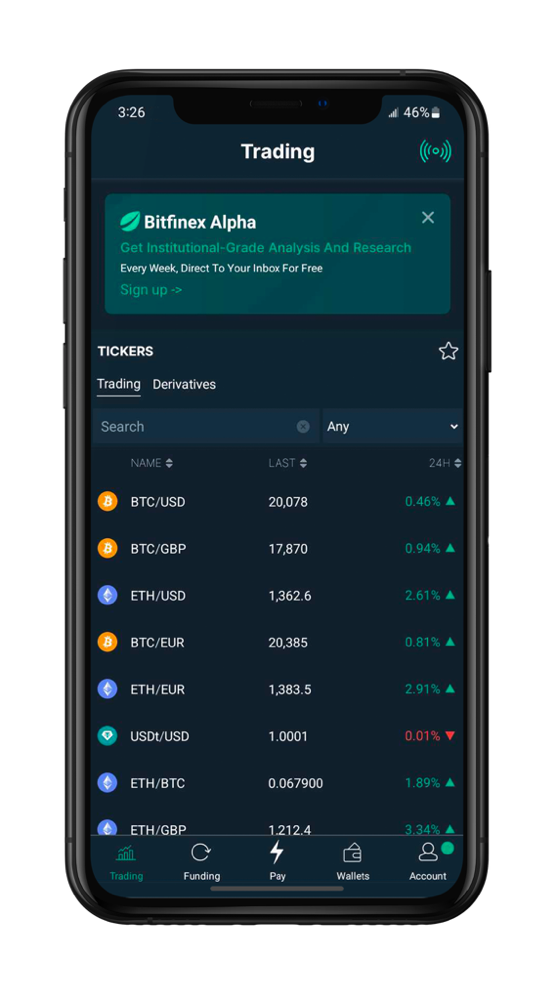 3:26 46%
Trading
Bitfinex Alpha
Get Institutional-Grade Analysis And Research
Every Week, Direct To Your Inbox For Free
Sign up ->
TICKERS
Trading Derivatives
Search Any
NAME LAST 24H
BTC/USD 20,078 0.46%
BTC/GBP 17,870 0.94%
ETH/USD 1,362.6 2.61%
BTC/EUR 20,385 0.81%
ETH/EUR 1,383.5 2.91%
USDt/USD 1.0001 0.01%
ETH/BTC 0.067900 1.89%
ETH/GBP 1,212.4 3.34%
Trading Funding Pay Wallets Account